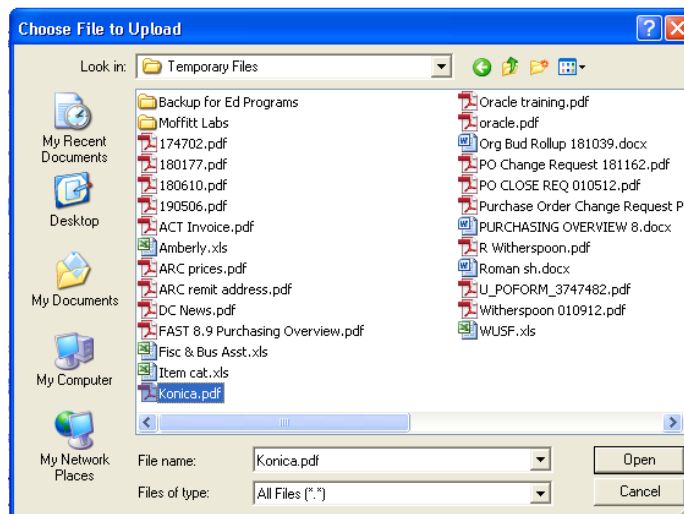 Choose File to Upload
Look in: Temporary Files
My Recent
Documents
Desktop
My Documents
My Computer
My Network
Places
Backup for Ed Programs
Moffitt Labs
174702.pdf
180177.pdf
180610.pdf
190506.pdf
ACT Invoice.pdf
Amberly.xls
ARC prices.pdf
ARC remit address.pdf
DC News.pdf
FAST 8.9 Purchasing Overview.pdf
Fisc & Bus Asst.xls
Item cat.xls
Konica.pdf
Oracle training.pdf
oracle.pdf
Org Bud Rollup 181039.docx
PO Change Request 181162.pdf
PO CLOSE REQ 010512.pdf
Purchase Order Change Request P
PURCHASING OVERVIEW 8.docx
R Witherspoon.pdf
Roman sh.docx
U_POFORM_3747482.pdf
Witherspoon 010912.pdf
WUSF.xls
File name: Konica.pdf Open
Files of type: All Files (*.*) Cancel